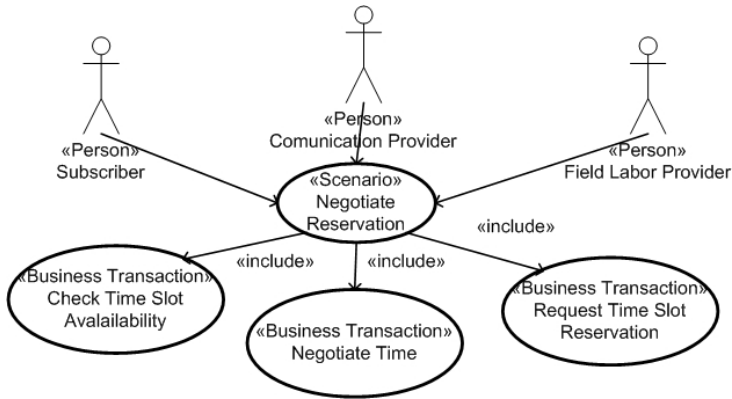 «Person»
Comunication Provider
«Person»
Subscriber
«Person»
Field Labor Provider
«Scenario»
Negotiate
Reservation
«include»
«include»
«include»
«Business Transaction»
Check Time Slot
Avalailability
«Business Transaction»
Negotiate Time
«Business Transaction»
Request Time Slot
Reservation